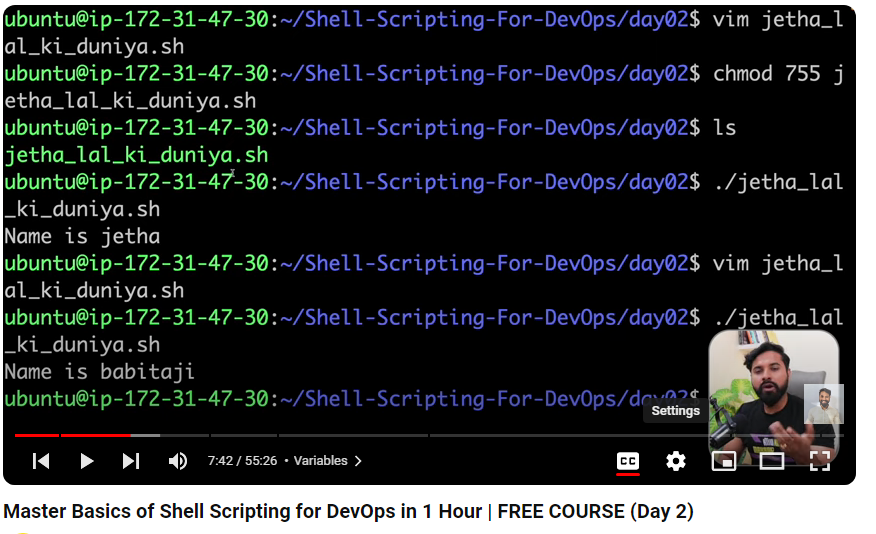 ubuntu@ip-172-31-47-30:~/Shell-Scripting-For-DevOps/day02$ vim jetha_l
al_ki_duniya.sh
ubuntu@ip-172-31-47-30:~/Shell-Scripting-For-DevOps/day02$ chmod 755 j
etha_lal_ki_duniya.sh
ubuntu@ip-172-31-47-30:~/Shell-Scripting-For-DevOps/day02$ ls
jetha_lal_ki_duniya.sh
ubuntu@ip-172-31-47-30:~/Shell-Scripting-For-DevOps/day02$ ./jetha_lal
_ki_duniya.sh
Name is jetha
ubuntu@ip-172-31-47-30:~/Shell-Scripting-For-DevOps/day02$ vim jetha_l
al_ki_duniya.sh
ubuntu@ip-172-31-47-30:~/Shell-Scripting-For-DevOps/day02$ ./jetha_lal
_ki_duniya.sh
Name is babitaji
ubuntu@ip-172-31-47-30:~/Shell-Scripting-For-DevOps/day02$
Settings
7:42 / 55:26 • Variables >
CC
Master Basics of Shell Scripting for DevOps in 1 Hour | FREE COURSE (Day 2)